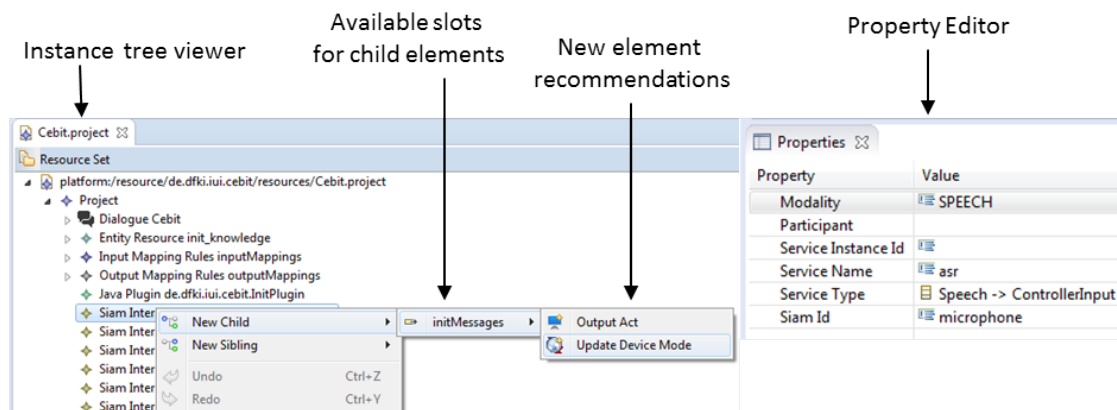 Instance tree viewer
Available slots
for child elements
New element
recommendations
Property Editor
Cebit.project
Resource Set
platform:/resource/de.dfki.iui.cebit/resources/Cebit.project
Project
Dialogue Cebit
Entity Resource init_knowledge
Input Mapping Rules inputMappings
Output Mapping Rules outputMappings
Java Plugin de.dfki.iui.cebit.InitPlugin
Siam Inter
Siam Inter
Siam Inter
Siam Inter
Siam Inter
Siam Inter
New Child
New Sibling
Undo Ctrl+Z
Redo Ctrl+Y
initMessages
Output Act
Update Device Mode
Properties
Property Value
Modality SPEECH
Participant
Service Instance Id
Service Name asr
Service Type Speech -> ControllerInput
Siam Id microphone